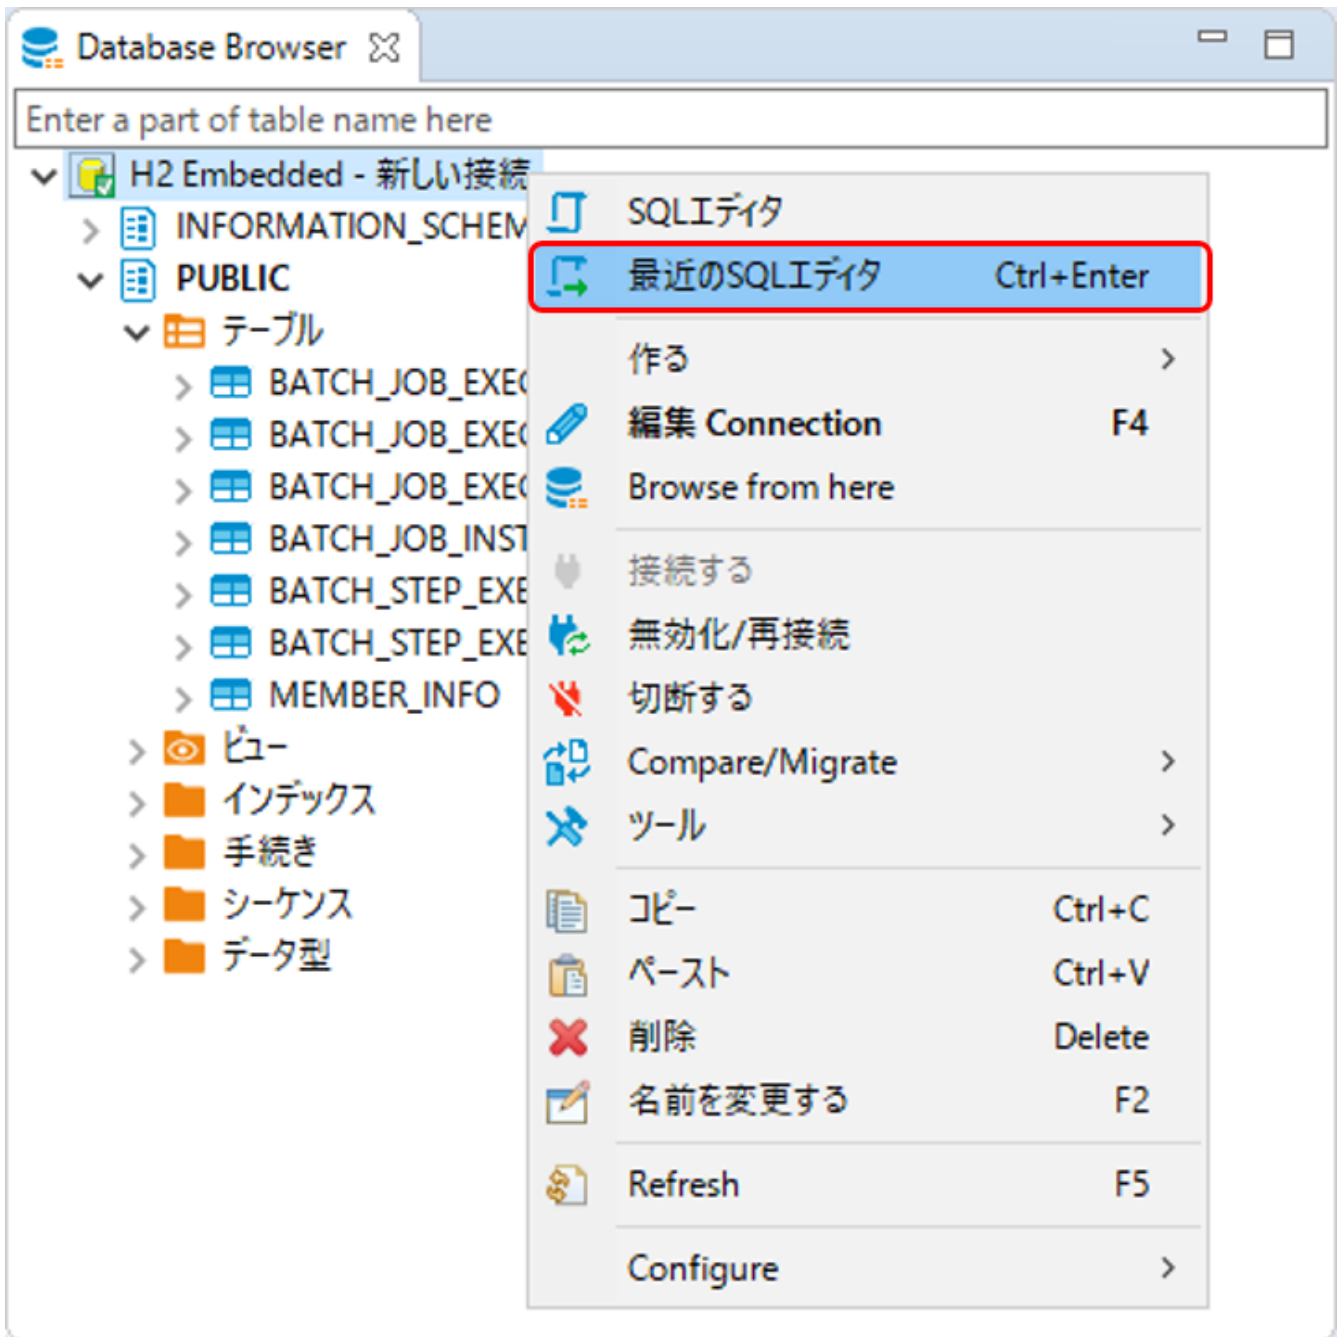 Database Browser
Enter a part of table name here
H2 Embedded - 新しい接続
INFORMATION_SCHEM
PUBLIC
テーブル
BATCH_JOB_EXEC
BATCH_JOB_EXEC
BATCH_JOB_EXEC
BATCH_JOB_INST
BATCH_STEP_EXE
BATCH_STEP_EXE
MEMBER_INFO
ビュー
インデックス
手続き
シーケンス
データ型
SQLエディタ
最近のSQLエディタ Ctrl+Enter
作る
編集 Connection F4
Browse from here
接続する
無効化/再接続
切断する
Compare/Migrate
ツール
コピー Ctrl+C
ペースト Ctrl+V
削除 Delete
名前を変更する F2
Refresh F5
Configure